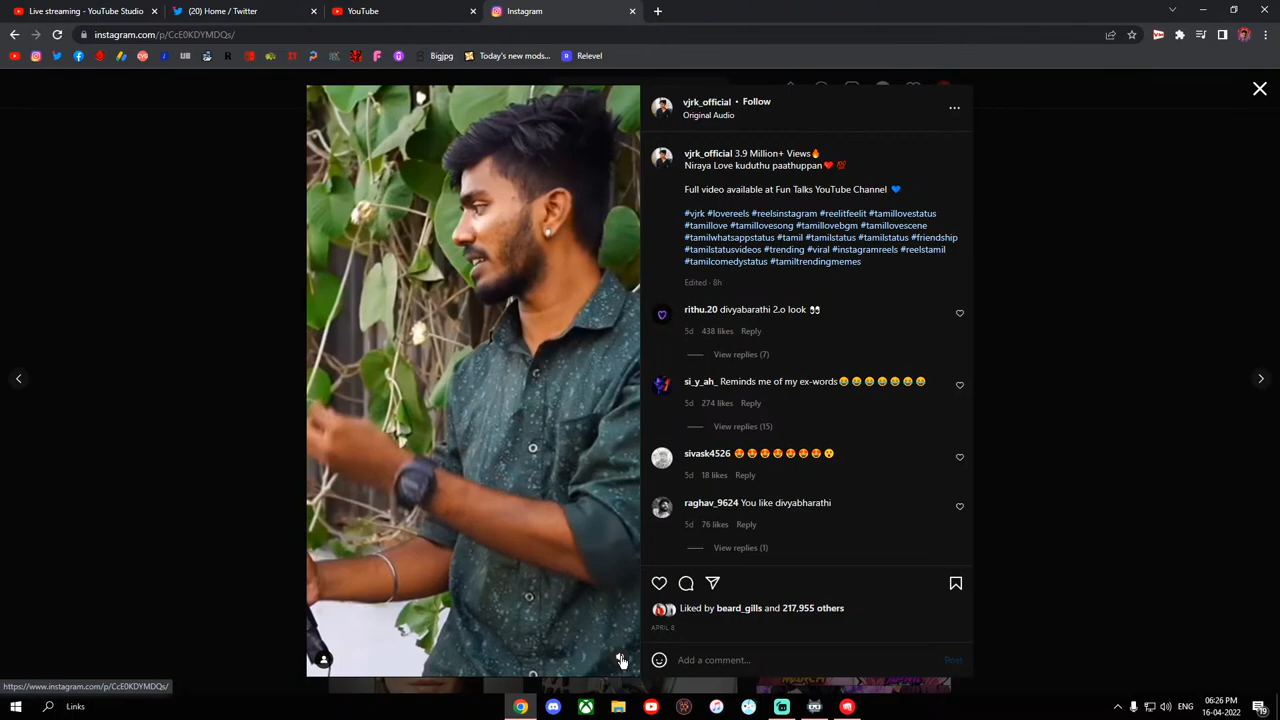 Live streaming - YouTube Studio
(20) Home / Twitter
YouTube
Instagram
instagram.com/p/CcE0KDYMDQs/
Bigjpg
Today's new mods...
Relevel
vjrk_official • Follow
Original Audio
vjrk_official 3.9 Million+ Views🔥
Niraya Love kuduthu paathuppan❤️ 💯
Full video available at Fun Talks YouTube Channel 💙
#vjrk #lovereels #reelsinstagram #reelitfeelit #tamillovestatus
#tamillove #tamillovesong #tamillovebgm #tamillovescene
#tamilwhatsappstatus #tamil #tamilstatus #tamilstatus #friendship
#tamilstatusvideos #trending #viral #instagramreels #reelstamil
#tamilcomedystatus #tamiltrendingmemes
Edited · 8h
rithu.20 divyabarathi 2.o look 👀
5d 438 likes Reply
View replies (7)
si_y_ah_ Reminds me of my ex-words😂😂😂😂😂😂😂
5d 274 likes Reply
View replies (15)
sivask4526 😍😍😍😍😍😍😍😮
5d 18 likes Reply
raghav_9624 You like divyabharathi
5d 76 likes Reply
View replies (1)
Liked by beard_gills and 217,955 others
APRIL 8
Add a comment...
Post
https://www.instagram.com/p/CcE0KDYMDQs/
MARCH
Links
ENG
06:26 PM
16-04-2022